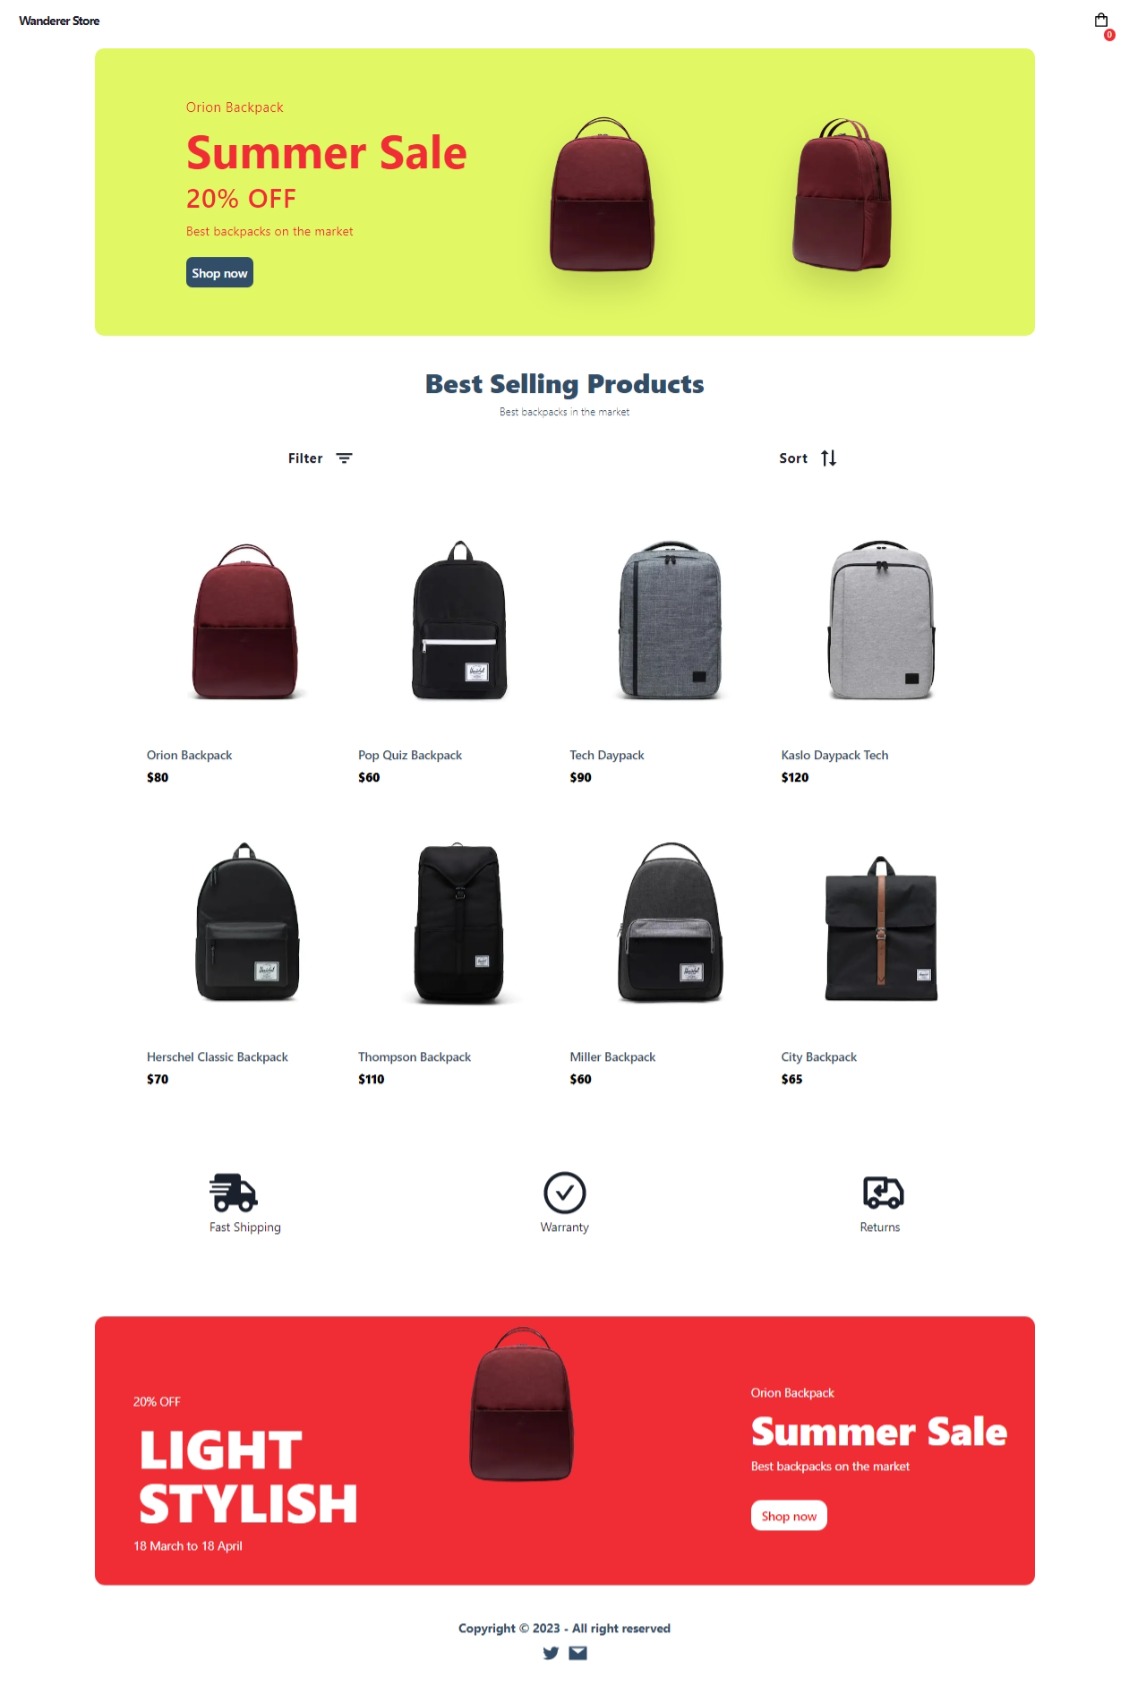 Wanderer Store
0
Orion Backpack
Summer Sale
20% OFF
Best backpacks on the market
Shop now
Best Selling Products
Best backpacks in the market
Filter
Sort
Orion Backpack
$80
Pop Quiz Backpack
$60
Tech Daypack
$90
Kaslo Daypack Tech
$120
Herschel Classic Backpack
$70
Thompson Backpack
$110
Miller Backpack
$60
City Backpack
$65
Fast Shipping
Warranty
Returns
20% OFF
LIGHT
STYLISH
18 March to 18 April
Orion Backpack
Summer Sale
Best backpacks on the market
Shop now
Copyright © 2023 - All right reserved